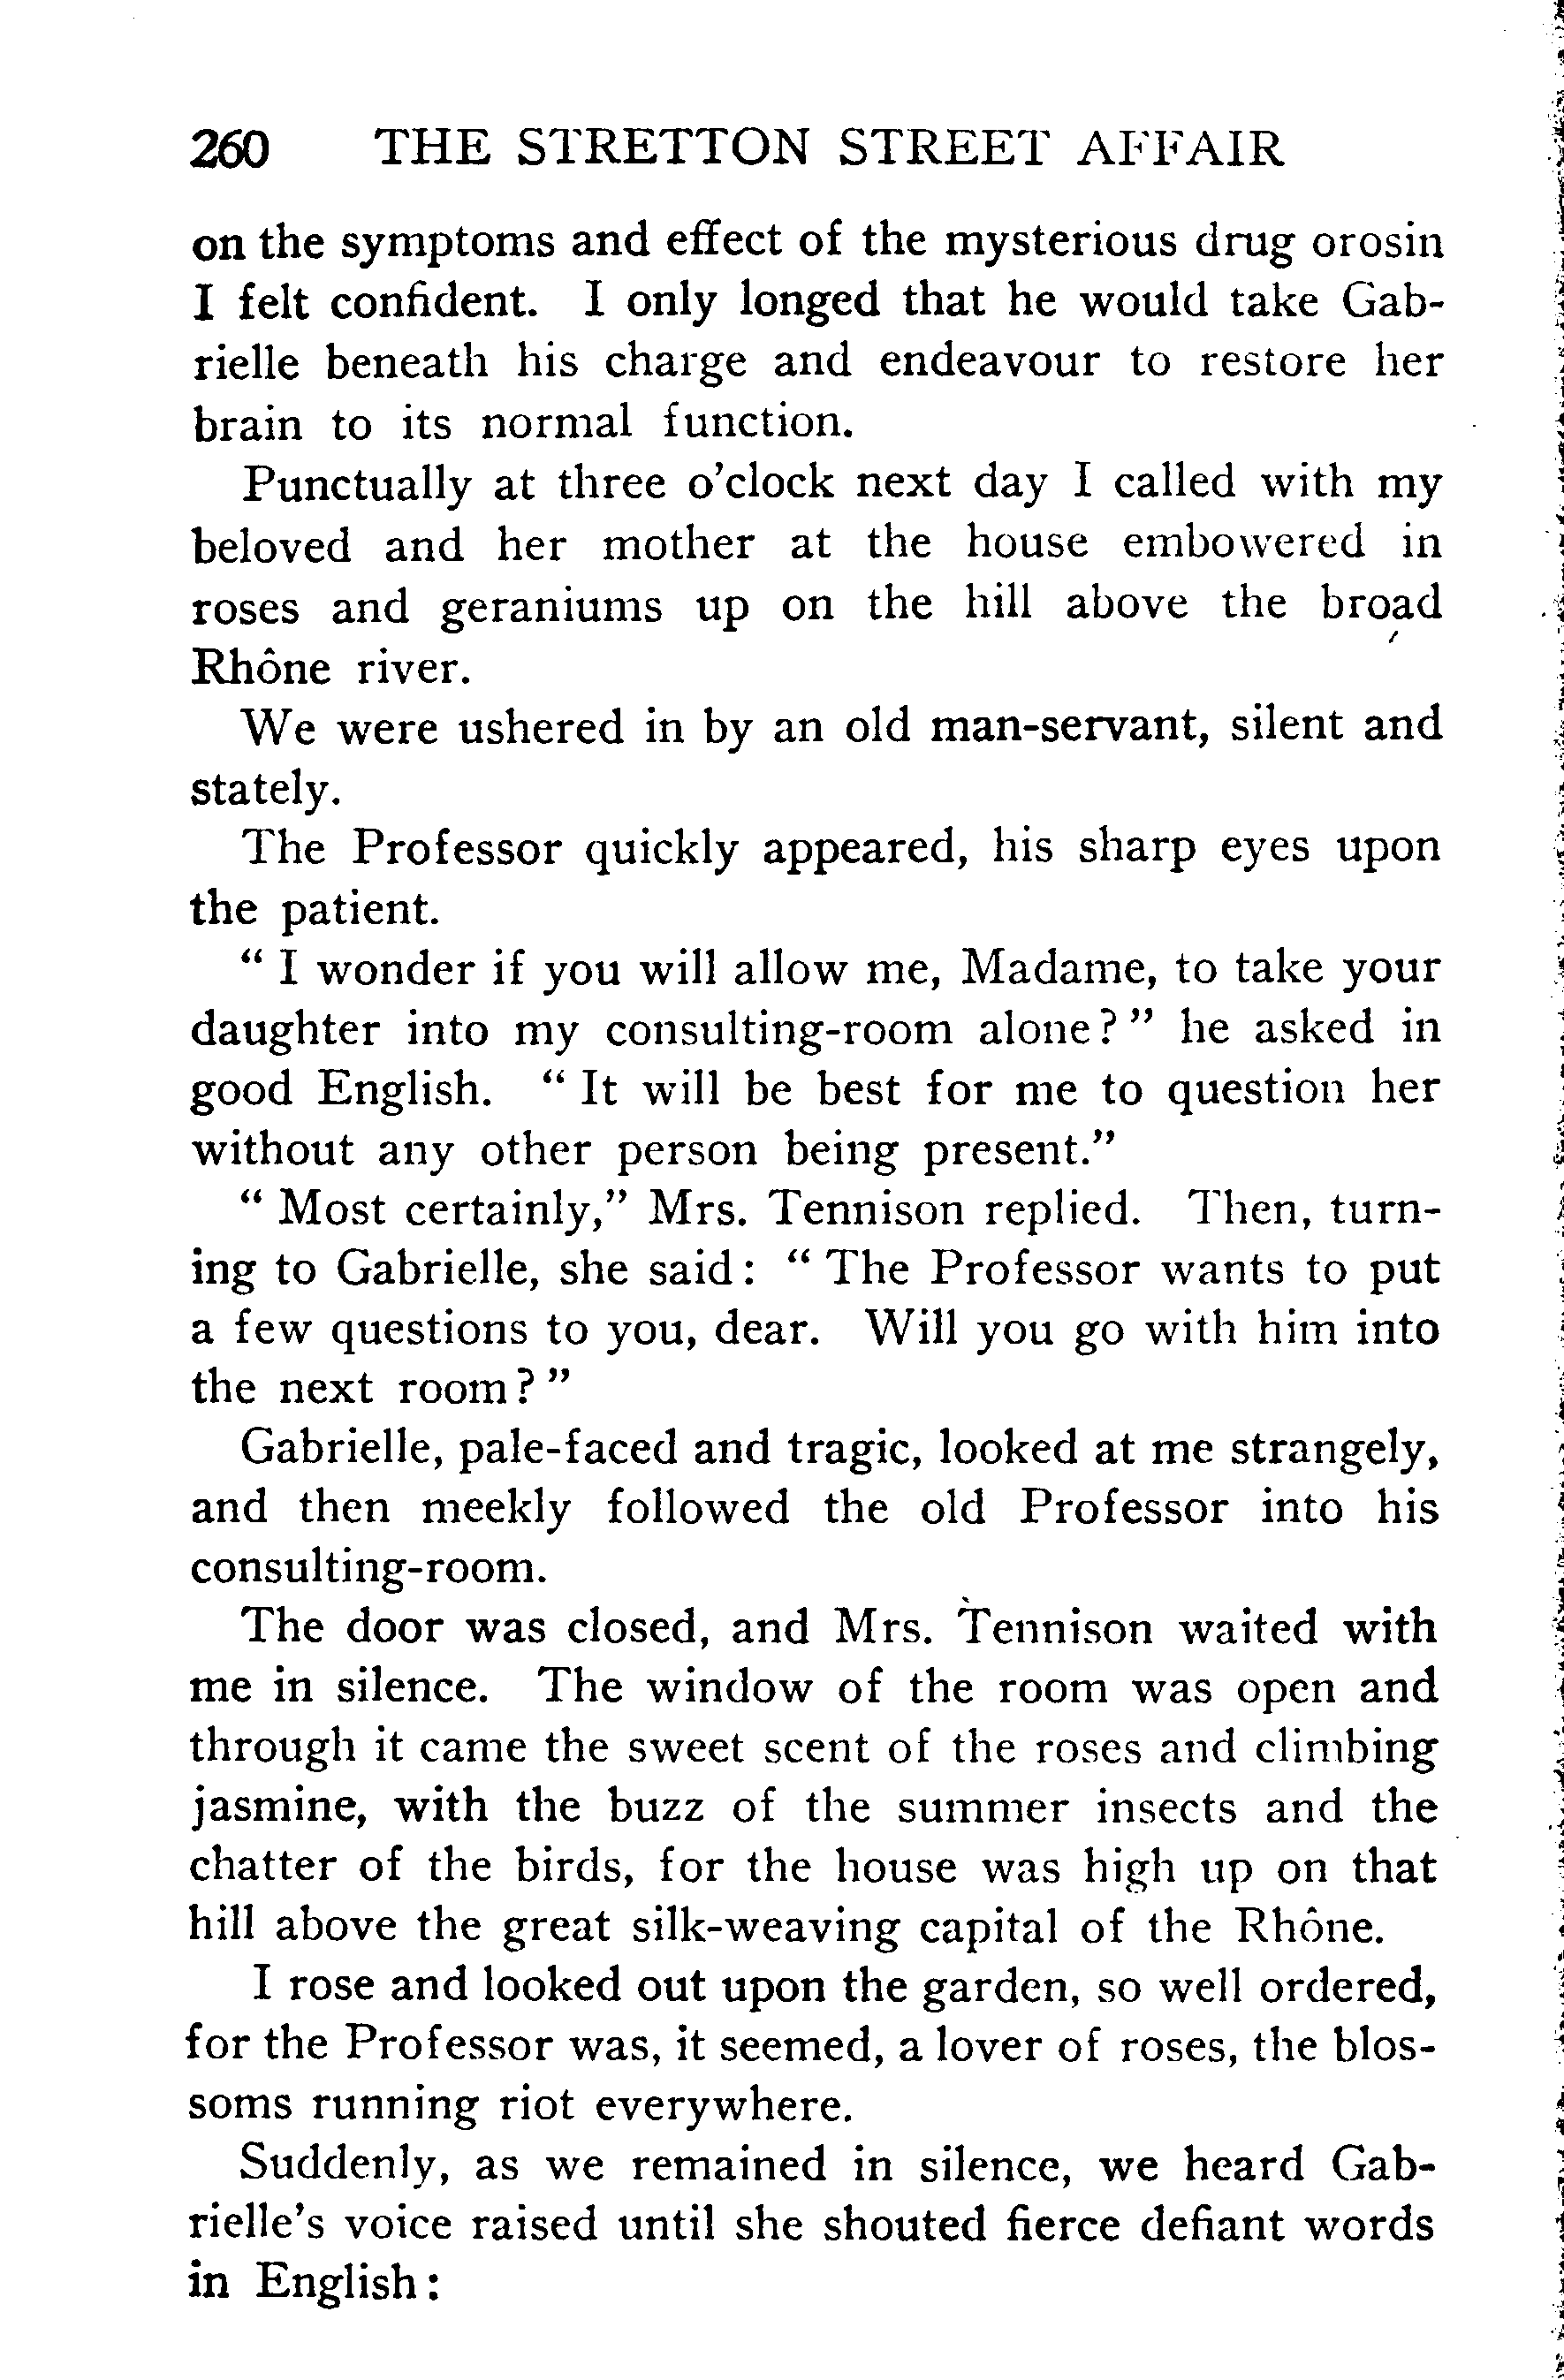 260 THE STRETTON STREET AFFAIR
on the symptoms and effect of the mysterious drug orosin
I felt confident. I only longed that he would take Gab-
rielle beneath his charge and endeavour to restore her
brain to its normal function.
Punctually at three o'clock next day I called with my
beloved and her mother at the house embowered in
roses and geraniums up on the hill above the broad
Rhône river.
We were ushered in by an old man-servant, silent and
stately.
The Professor quickly appeared, his sharp eyes upon
the patient.
“ I wonder if you will allow me, Madame, to take your
daughter into my consulting-room alone? ” he asked in
good English. “ It will be best for me to question her
without any other person being present.”
“ Most certainly,” Mrs. Tennison replied. Then, turn-
ing to Gabrielle, she said: “ The Professor wants to put
a few questions to you, dear. Will you go with him into
the next room? ”
Gabrielle, pale-faced and tragic, looked at me strangely,
and then meekly followed the old Professor into his
consulting-room.
The door was closed, and Mrs. Tennison waited with
me in silence. The window of the room was open and
through it came the sweet scent of the roses and climbing
jasmine, with the buzz of the summer insects and the
chatter of the birds, for the house was high up on that
hill above the great silk-weaving capital of the Rhône.
I rose and looked out upon the garden, so well ordered,
for the Professor was, it seemed, a lover of roses, the blos-
soms running riot everywhere.
Suddenly, as we remained in silence, we heard Gab-
rielle's voice raised until she shouted fierce defiant words
in English: